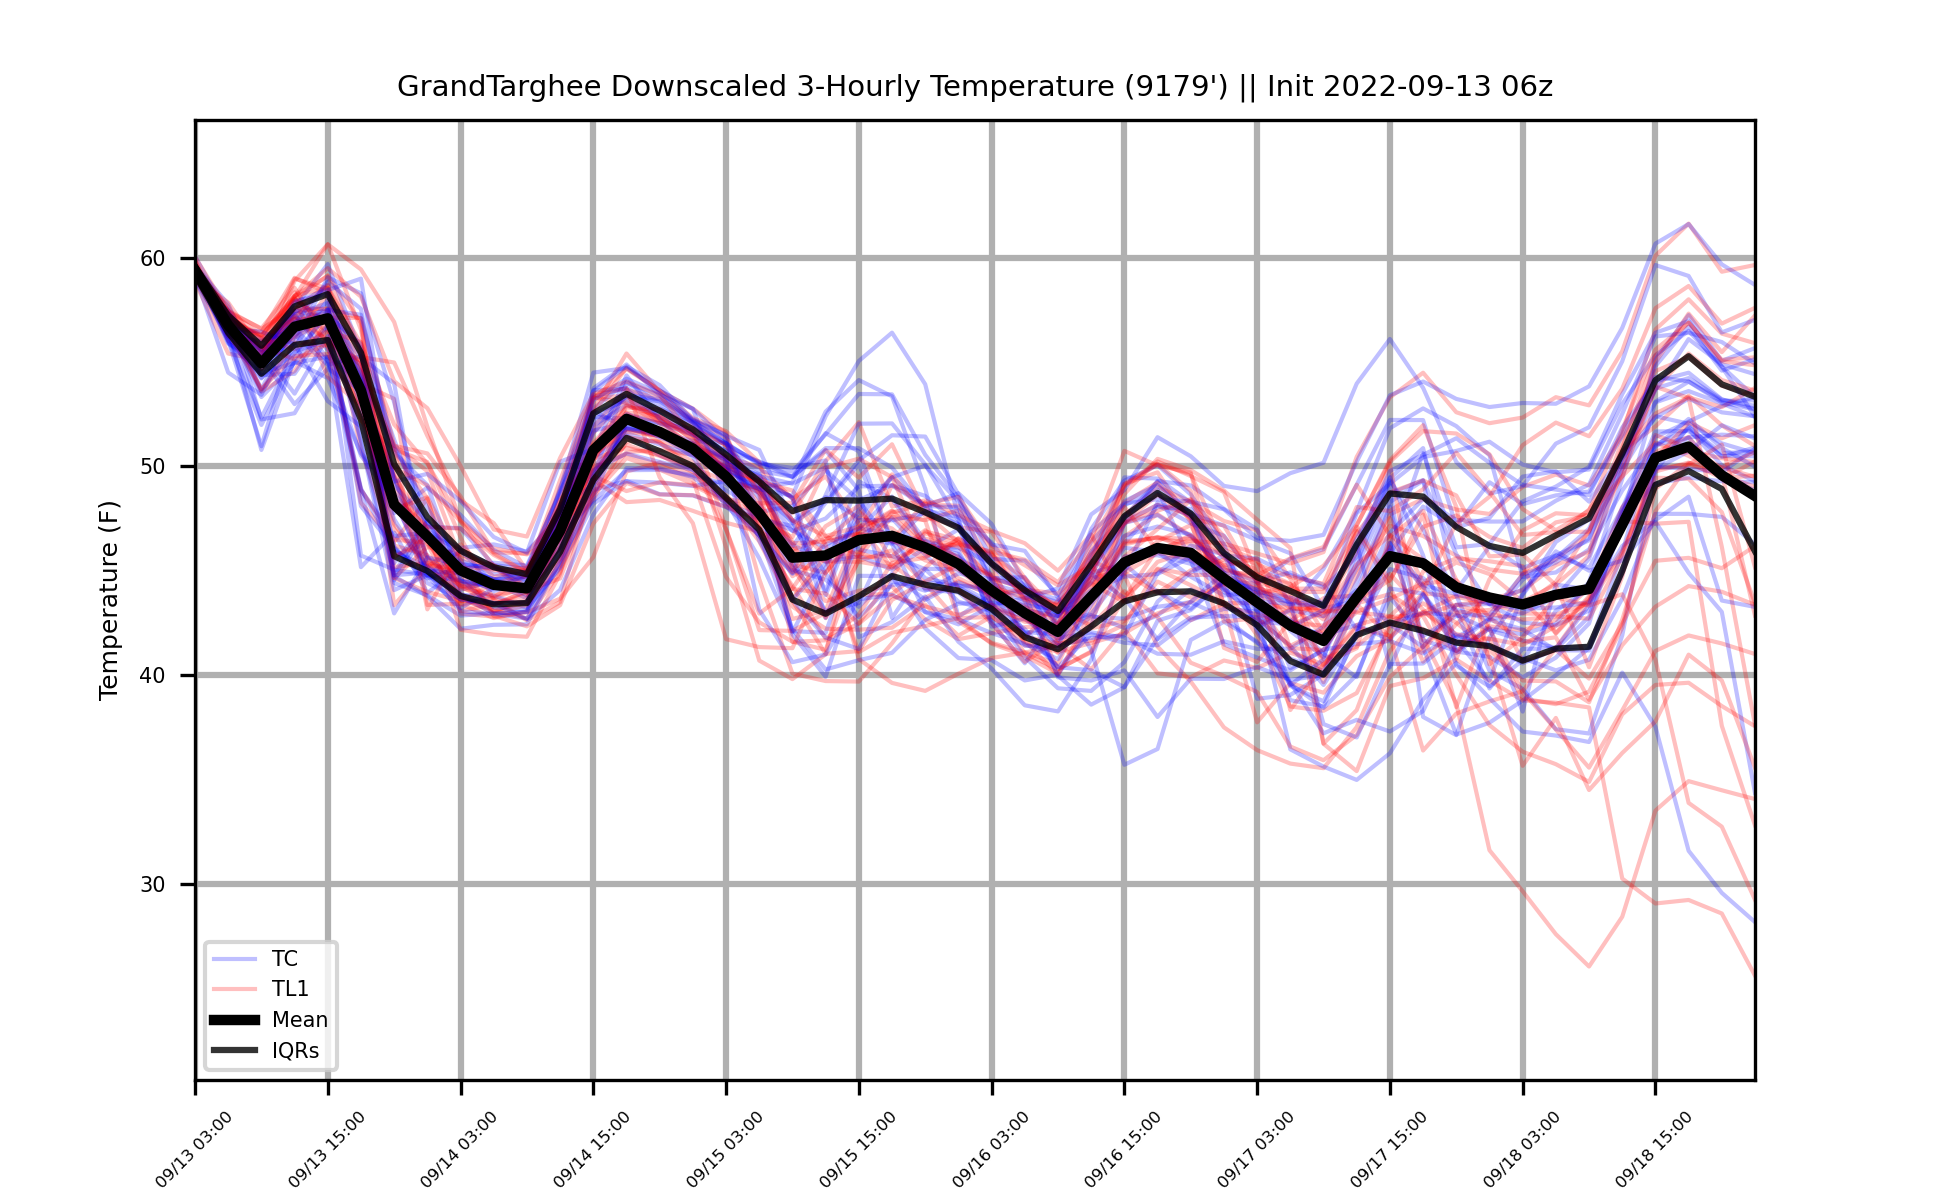 GrandTarghee Downscaled 3-Hourly Temperature (9179') || Init 2022-09-13 06z
Temperature (F)
60
50
40
30
TC
TL1
Mean
IQRs
09/13 03:00
09/13 15:00
09/14 03:00
09/14 15:00
09/15 03:00
09/15 15:00
09/16 03:00
09/16 15:00
09/17 03:00
09/17 15:00
09/18 03:00
09/18 15:00